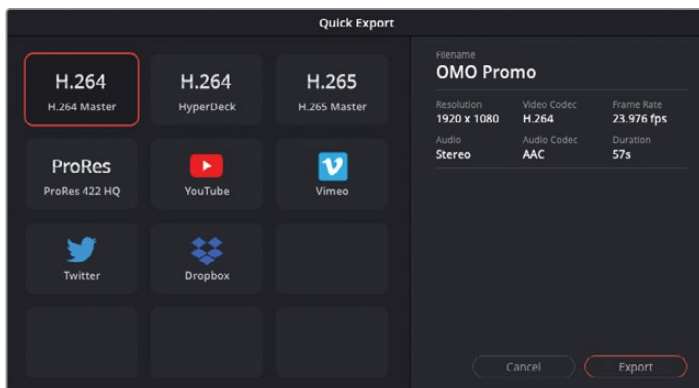 Quick Export
H.264
H.264 Master
H.264
HyperDeck
H.265
H.265 Master
ProRes
ProRes 422 HQ
YouTube
Vimeo
Twitter
Dropbox
Filename
OMO Promo
Resolution Video Codec Frame Rate
1920 x 1080 H.264 23.976 fps
Audio Audio Codec Duration
Stereo AAC 57s
Cancel Export